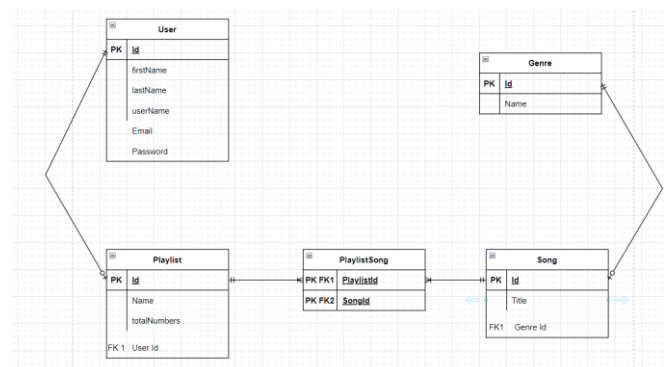 User
PK Id
firstName
lastName
userName
Email
Password
Genre
PK Id
Name
Playlist
PK Id
Name
totalNumbers
FK 1 User Id
PlaylistSong
PK FK1 PlaylistId
PK FK2 SongId
Song
PK Id
Title
FK1 Genre Id